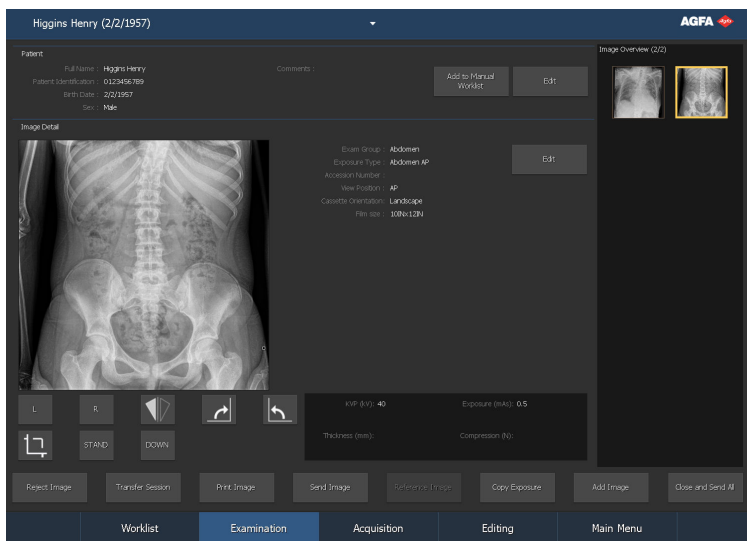 Higgins Henry (2/2/1957)
AGFA
Patient
Full Name : Higgins Henry
Patient Identification : 0123456789
Birth Date : 2/2/1957
Sex : Male
Comments :
Add to Manual
Worklist
Edit
Image Overview (2/2)
Image Detail
Exam Group : Abdomen
Exposure Type : Abdomen AP
Accession Number :
View Position : AP
Cassette Orientation: Landscape
Film size : 10INx12IN
Edit
L
R
STAND
DOWN
KVP (kV): 40
Exposure (mAs): 0.5
Thickness (mm):
Compression (N):
Reject Image
Transfer Session
Print Image
Send Image
Reference Image
Copy Exposure
Add Image
Close and Send All
Worklist
Examination
Acquisition
Editing
Main Menu